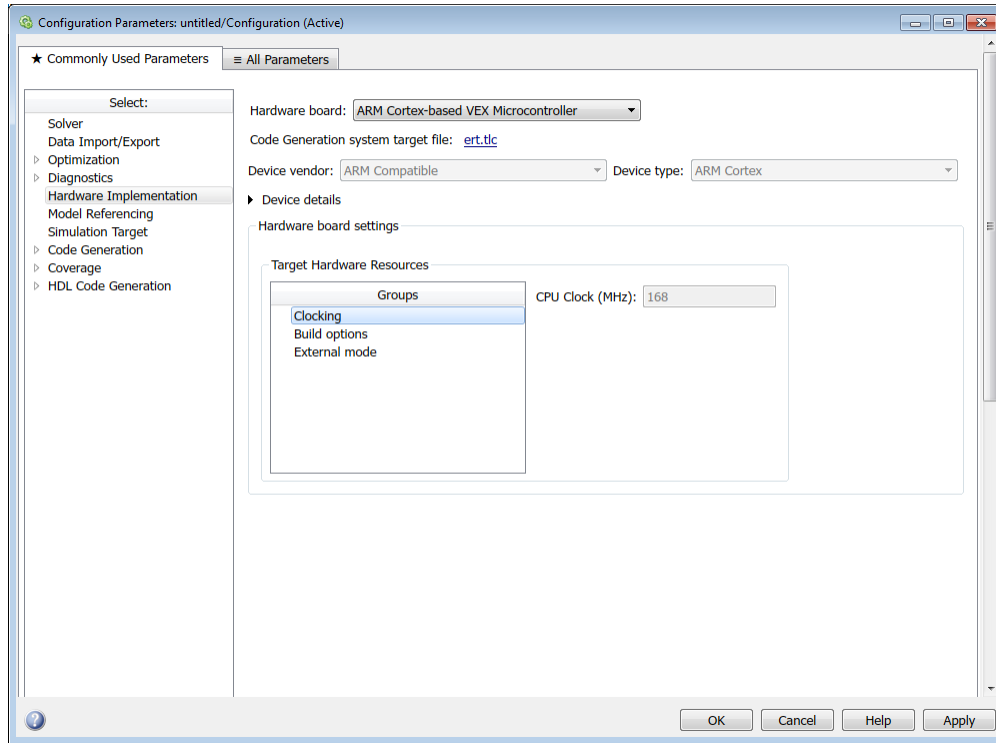 Configuration Parameters: untitled/Configuration (Active)
★ Commonly Used Parameters
≡ All Parameters
Select:
Solver
Data Import/Export
Optimization
Diagnostics
Hardware Implementation
Model Referencing
Simulation Target
Code Generation
Coverage
HDL Code Generation
Hardware board: ARM Cortex-based VEX Microcontroller
Code Generation system target file: ert.tlc
Device vendor: ARM Compatible Device type: ARM Cortex
Device details
Hardware board settings
Target Hardware Resources
Groups
Clocking
Build options
External mode
CPU Clock (MHz): 168
OK Cancel Help Apply